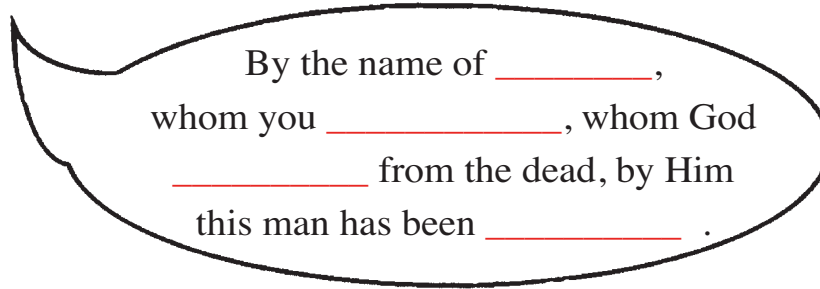 By the name of ________,
whom you ____________, whom God
__________ from the dead, by Him
this man has been __________ .